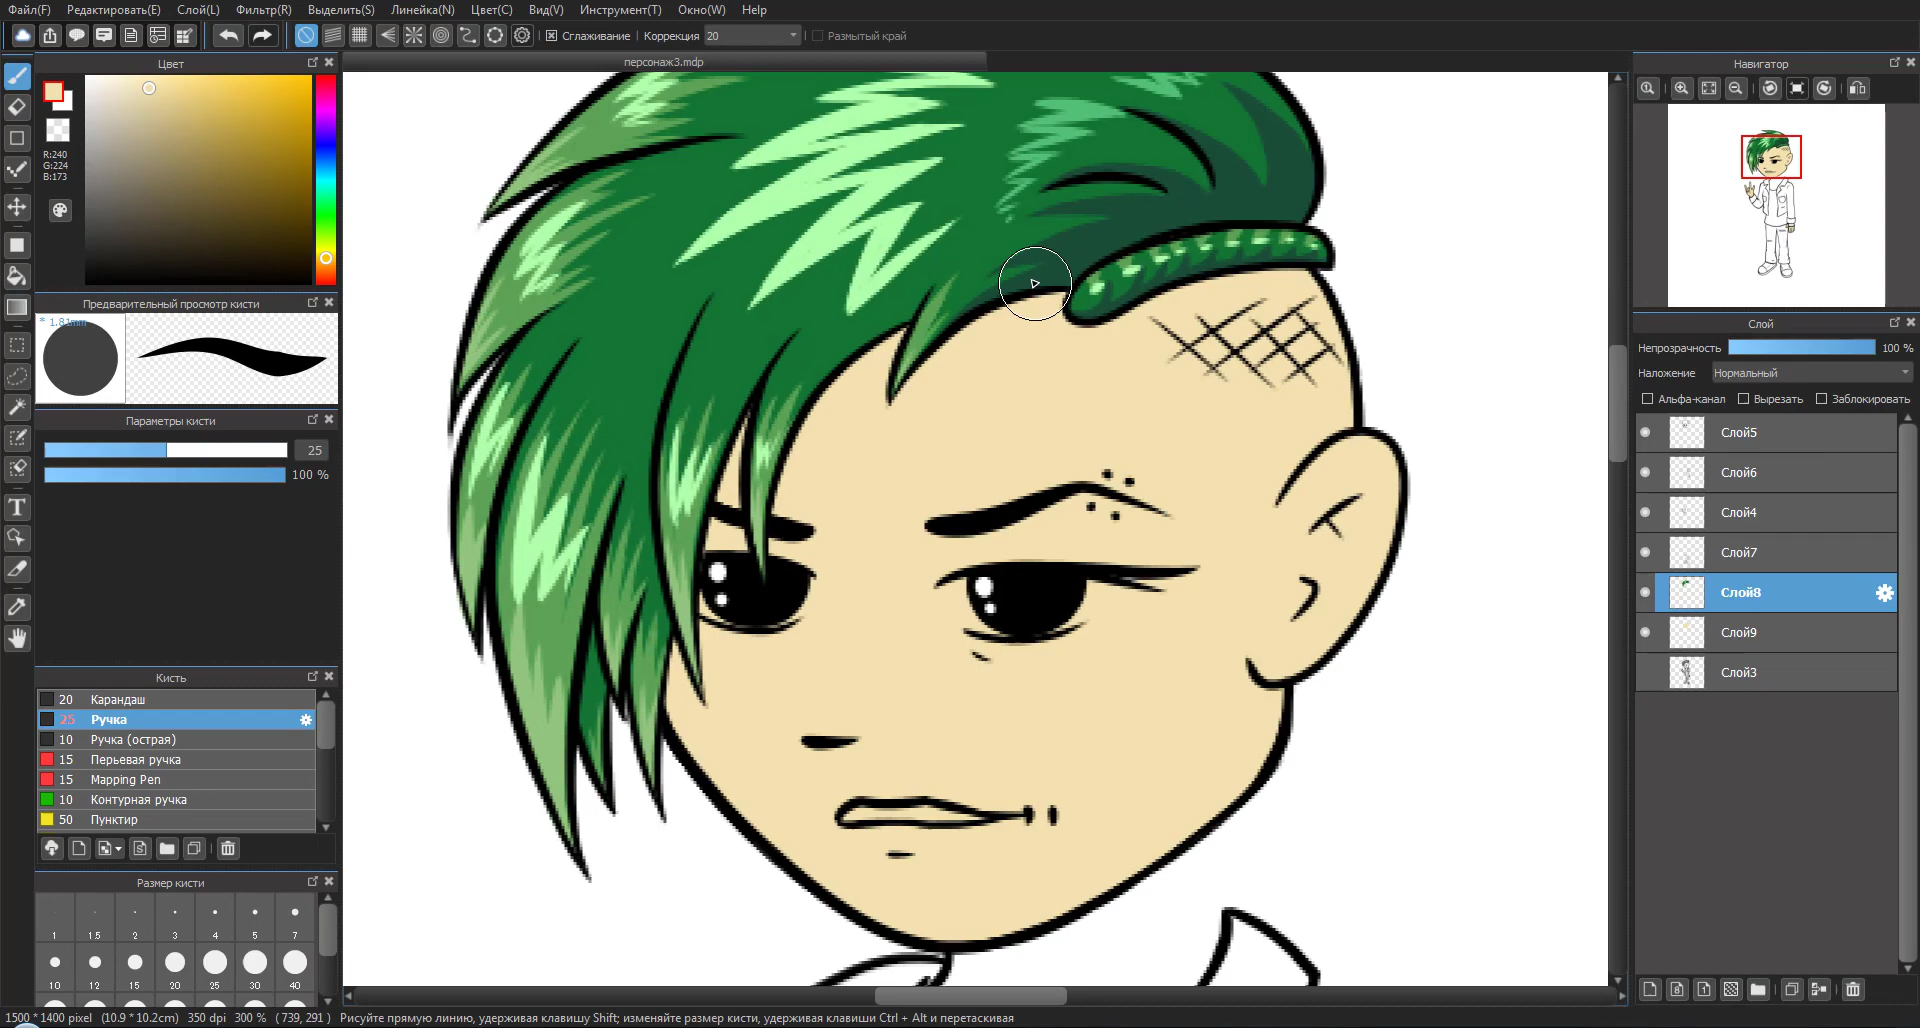 Файл(F) Редактировать(E) Слой(L) Фильтр(R) Выделить(S) Линейка(N) Цвет(C) Вид(V) Инструмент(T) Окно(W) Help
Сглаживание Коррекция 20 Размытый край
Цвет
R:240
G:224
B:173
Предварительный просмотр кисти
* 1.81mm
Параметры кисти
25
100 %
Кисть
20 Карандаш
25 Ручка
10 Ручка (острая)
15 Перьевая ручка
15 Mapping Pen
10 Контурная ручка
50 Пунктир
Размер кисти
1 1.5 2 3 4 5 7
10 12 15 20 25 30 40
персонаж3.mdp
Навигатор
Слой
Непрозрачность 100 %
Наложение Нормальный
Альфа-канал Вырезать Заблокировать
Слой5
Слой6
Слой4
Слой7
Слой8
Слой9
Слой3
1500 * 1400 pixel (10.9 * 10.2cm) 350 dpi 300 % ( 739, 291 ) Рисуйте прямую линию, удерживая клавишу Shift; изменяйте размер кисти, удерживая клавиши Ctrl + Alt и перетаскивая